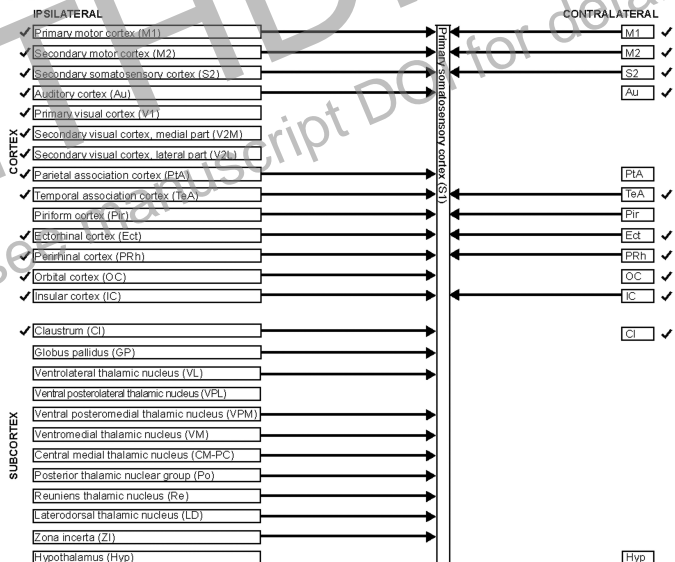 IPSILATERAL
CONTRALATERAL
CORTEX
Primary motor cortex (M1)
M1
Secondary motor cortex (M2)
M2
Secondary somatosensory cortex (S2)
S2
Auditory cortex (Au)
Au
Primary visual cortex (V1)
Secondary visual cortex, medial part (V2M)
Secondary visual cortex, lateral part (V2L)
Parietal association cortex (PtA)
PtA
Temporal association cortex (TeA)
TeA
Piriform cortex (Pir)
Pir
Ectorhinal cortex (Ect)
Ect
Perirhinal cortex (PRh)
PRh
Orbital cortex (OC)
OC
Insular cortex (IC)
IC
Primary somatosensory cortex (S1)
SUBCORTEX
Claustrum (Cl)
Cl
Globus pallidus (GP)
Ventrolateral thalamic nucleus (VL)
Ventral posterolateral thalamic nucleus (VPL)
Ventral posteromedial thalamic nucleus (VPM)
Ventromedial thalamic nucleus (VM)
Central medial thalamic nucleus (CM-PC)
Posterior thalamic nuclear group (Po)
Reuniens thalamic nucleus (Re)
Laterodorsal thalamic nucleus (LD)
Zona incerta (ZI)
Hypothalamus (Hyp)
Hyp
see manuscript DOI for